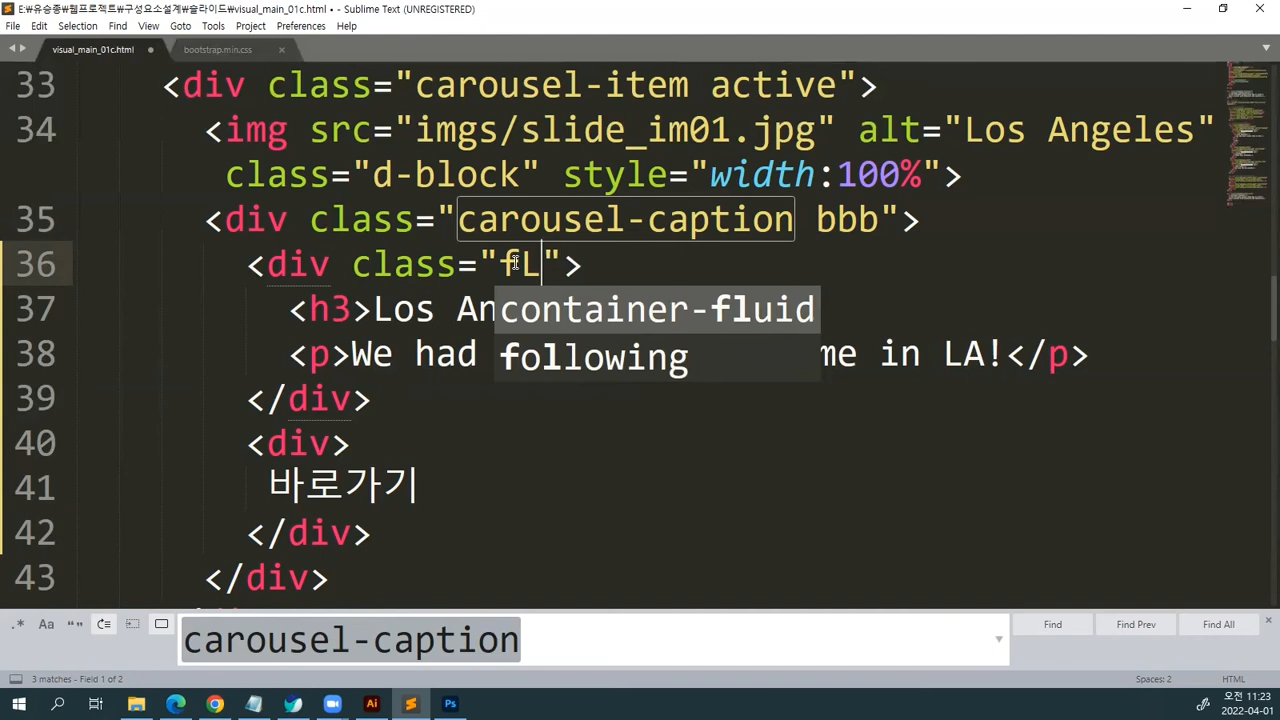 E:₩유승종₩웹프로젝트₩구성요소설계₩슬라이드₩visual_main_01c.html • - Sublime Text (UNREGISTERED)
File Edit Selection Find View Goto Tools Project Preferences Help
visual_main_01c.html bootstrap.min.css
33 <div class="carousel-item active">
34 <img src="imgs/slide_im01.jpg" alt="Los Angeles"
class="d-block" style="width:100%">
35 <div class="carousel-caption bbb">
36 <div class="fL">
container-fluid
following
37 <h3>Los An
38 <p>We had me in LA!</p>
39 </div>
40 <div>
41 바로가기
42 </div>
43 </div>
.* Aa “” carousel-caption Find Find Prev Find All
3 matches - Field 1 of 2 Spaces: 2 HTML
Ai Ps
오전 11:23
2022-04-01